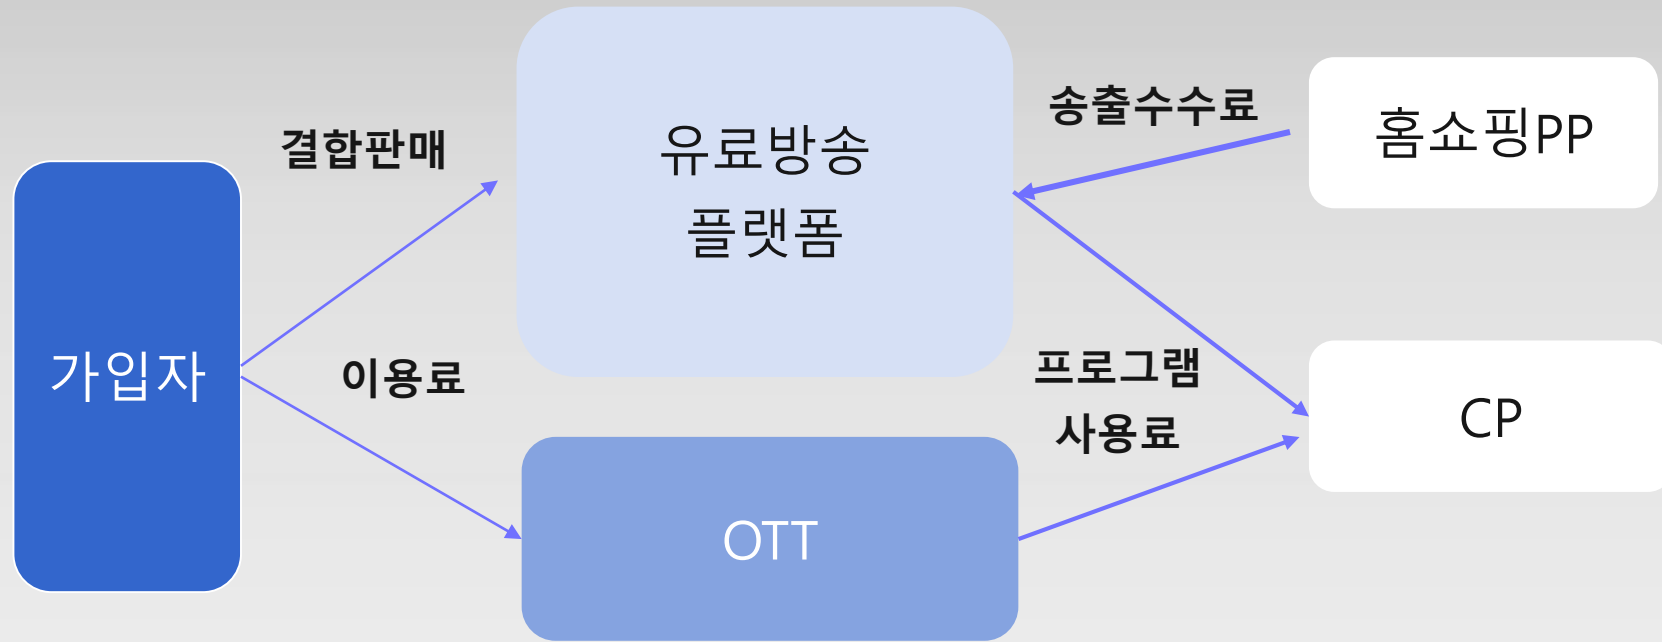 가입자
결합판매
이용료
유료방송
플랫폼
OTT
송출수수료
프로그램
사용료
홈쇼핑PP
CP